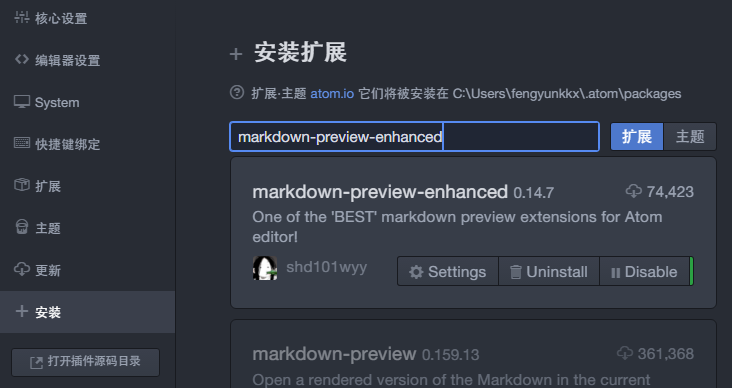 核心设置
编辑器设置
System
快捷键绑定
扩展
主题
更新
安装
打开插件源码目录
安装扩展
扩展·主题 atom.io 它们将被安装在 C:\Users\fengyunkkx\.atom\packages
markdown-preview-enhanced
扩展 主题
markdown-preview-enhanced 0.14.7 74,423
One of the 'BEST' markdown preview extensions for Atom
editor!
shd101wyy Settings Uninstall Disable
markdown-preview 0.159.13 361,368
Open a rendered version of the Markdown in the current